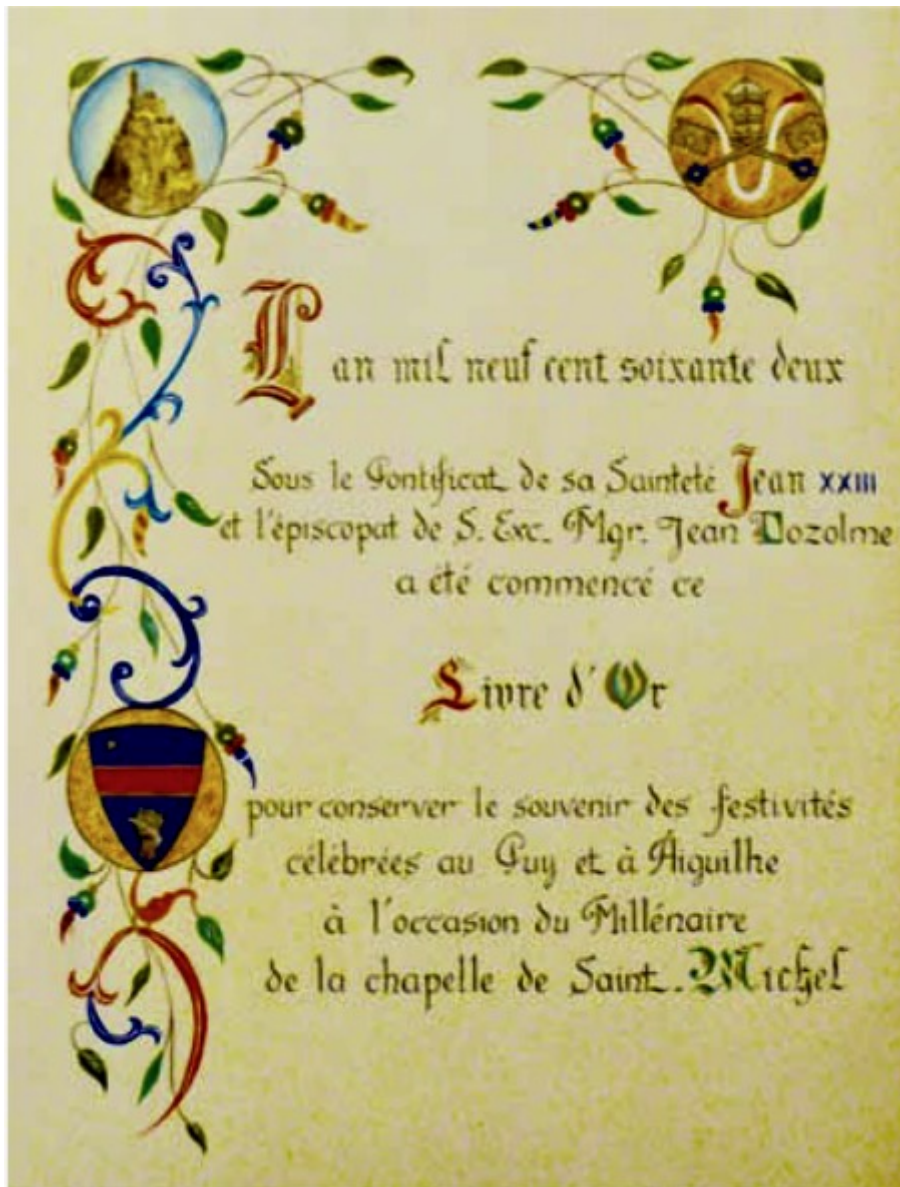 L an mil neuf cent soixante deux
Sous le Pontificat de sa Sainteté Jean XXIII
et l'épiscopat de S. Exc. Mgr. Jean Dozolme
a été commencé ce
Livre d'Or
pour conserver le souvenir des festivités
célébrées au Puy et à Aiguilhe
à l'occasion du Millénaire
de la chapelle de Saint-Michel